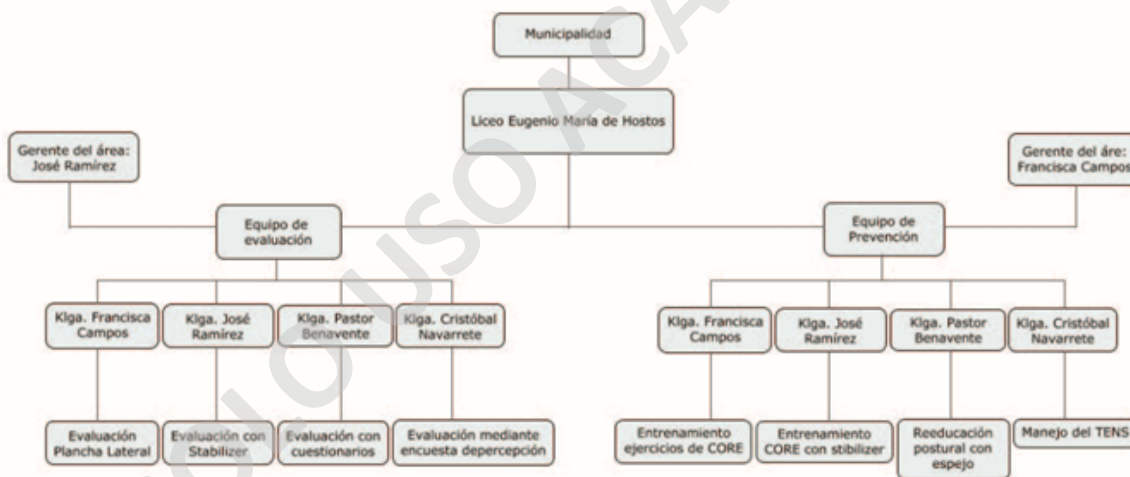 Municipalidad
Liceo Eugenio María de Hostos
Gerente del área:
José Ramírez
Gerente del áre:
Francisca Campos
Equipo de
evaluación
Equipo de
Prevención
Klga. Francisca
Campos
Klga. José
Ramírez
Klga. Pastor
Benavente
Klga. Cristóbal
Navarrete
Klga. Francisca
Campos
Klga. José
Ramírez
Klga. Pastor
Benavente
Klga. Cristóbal
Navarrete
Evaluación
Plancha Lateral
Evaluación con
Stabilizer
Evaluación con
cuestionarios
Evaluación mediante
encuesta depercepción
Entrenamiento
ejercicios de CORE
Entrenamiento
CORE con stibilizer
Reeducación
postural con
espejo
Manejo del TENS
SOLO USO ACA